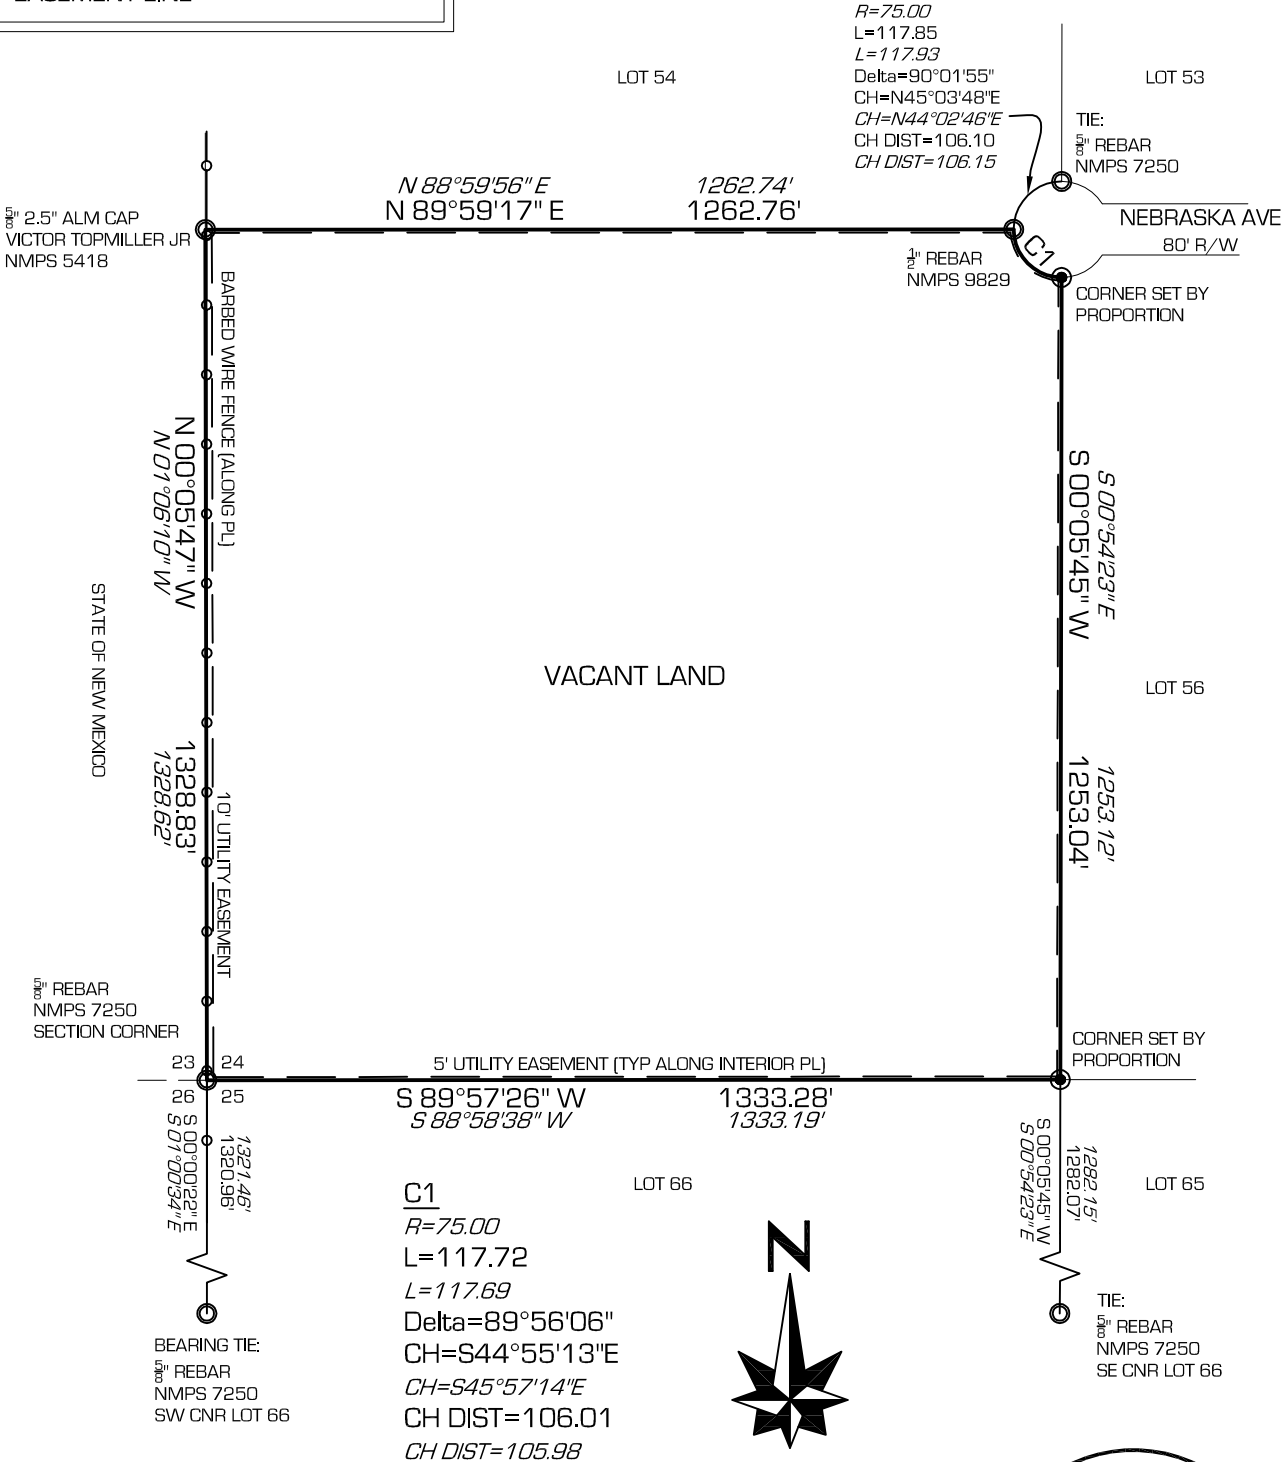 R=75.00
L=117.85
L=117.93
Delta=90°01'55"
CH=N45°03'48"E
CH=N44°02'46"E
CH DIST=106.10
CH DIST=106.15
LOT 54
LOT 53
TIE:
5/8" REBAR
NMPS 7250
N 88°59'56" E 1262.74'
N 89°59'17" E 1262.76'
5/8" 2.5" ALM CAP
VICTOR TOPMILLER JR
NMPS 5418
NEBRASKA AVE
80' R/W
C1
1/2" REBAR
NMPS 9829
CORNER SET BY
PROPORTION
BARBED WIRE FENCE (ALONG PL)
N 00°05'47" W 1328.83'
N 01°06'10" W 1328.62'
S 00°54'23" E 1253.12'
S 00°05'45" W 1253.04'
STATE OF NEW MEXICO
VACANT LAND
LOT 56
10' UTILITY EASEMENT
5/8" REBAR
NMPS 7250
SECTION CORNER
23 24
26 25
5' UTILITY EASEMENT (TYP ALONG INTERIOR PL)
CORNER SET BY
PROPORTION
S 89°57'26" W 1333.28'
S 88°58'38" W 1333.19'
1321.46'
1320.96'
S 00°00'22" E
S 01°00'34" E
1282.15'
1282.07'
S 00°05'45" W
S 00°54'23" E
LOT 66
LOT 65
C1
R=75.00
L=117.72
L=117.69
Delta=89°56'06"
CH=S44°55'13"E
CH=S45°57'14"E
CH DIST=106.01
CH DIST=105.98
N
BEARING TIE:
5/8" REBAR
NMPS 7250
SW CNR LOT 66
TIE:
5/8" REBAR
NMPS 7250
SE CNR LOT 66